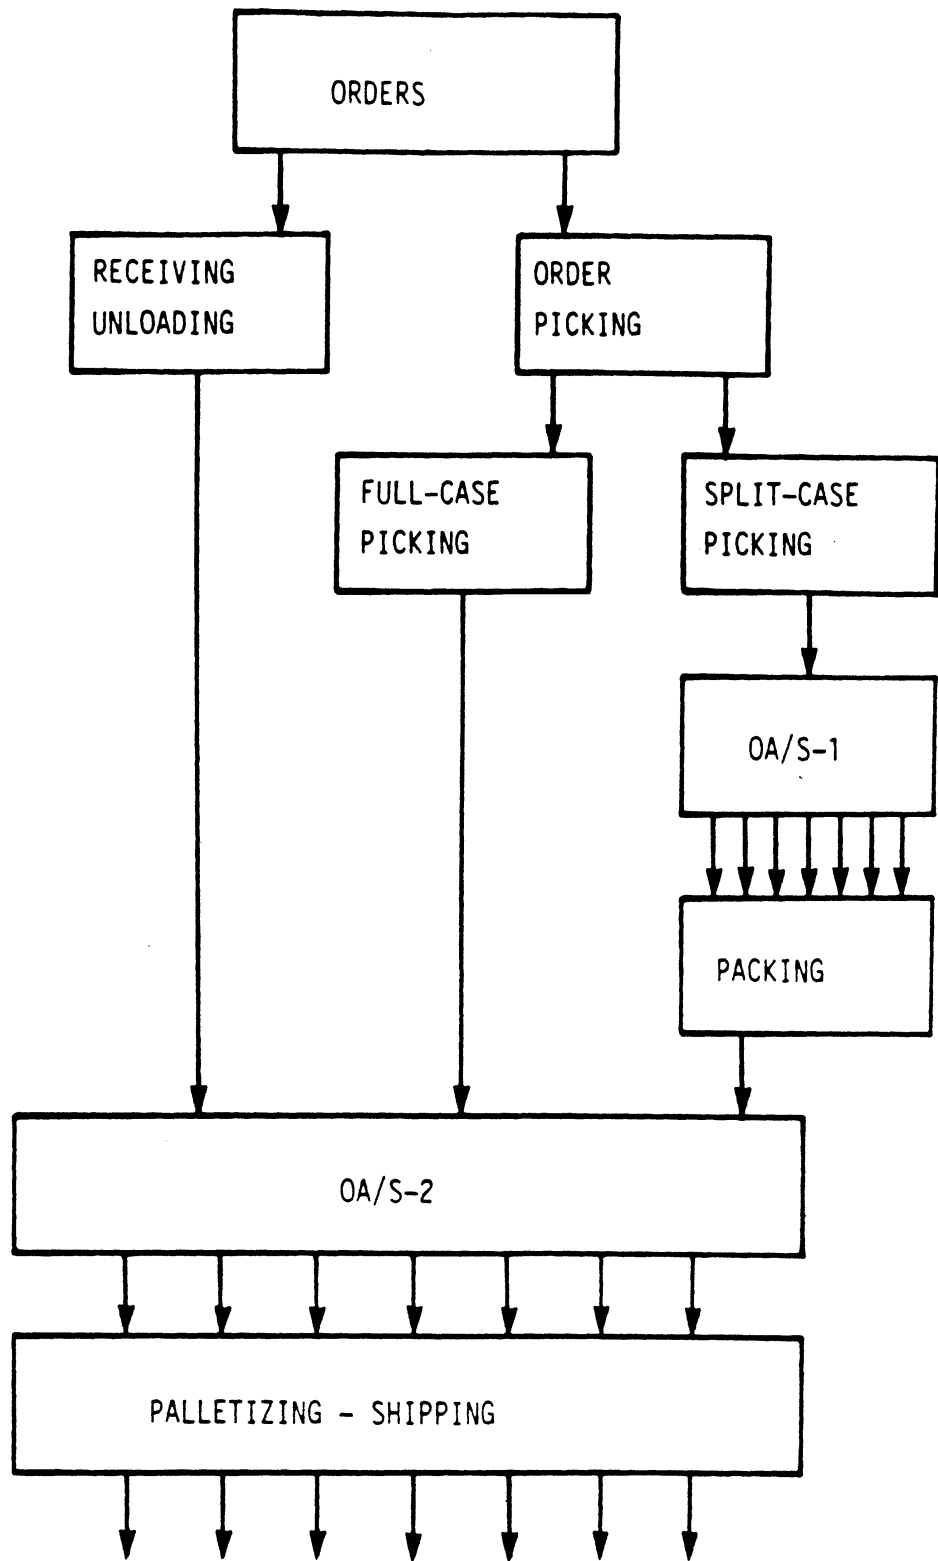 ORDERS
RECEIVING
UNLOADING
ORDER
PICKING
FULL-CASE
PICKING
SPLIT-CASE
PICKING
OA/S-1
PACKING
OA/S-2
PALLETIZING - SHIPPING